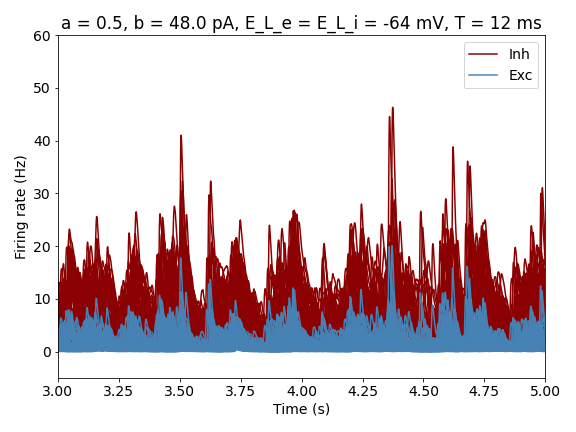 a = 0.5, b = 48.0 pA, E_L_e = E_L_i = -64 mV, T = 12 ms
Inh
Exc
Firing rate (Hz)
60
50
40
30
20
10
0
3.00 3.25 3.50 3.75 4.00 4.25 4.50 4.75 5.00
Time (s)